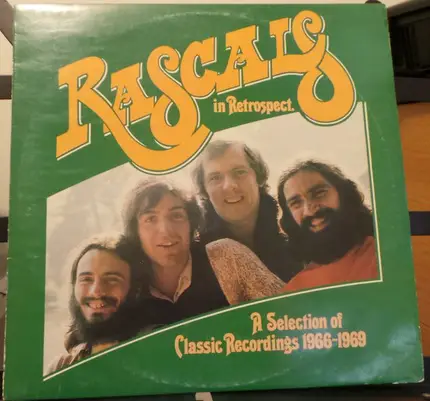 RASCALS
in Retrospect.
A Selection of
Classic Recordings 1966-1969